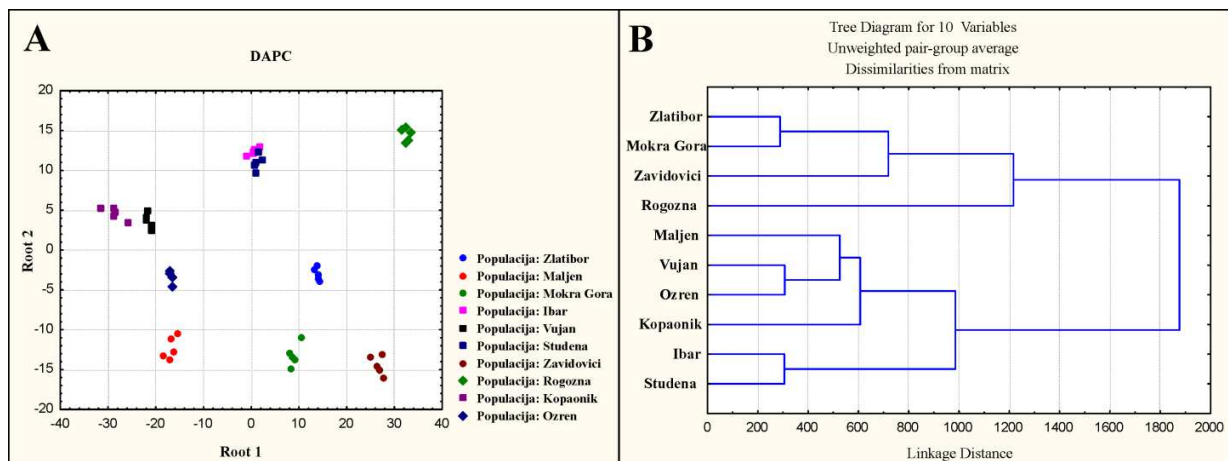 A
DAPC
20
15
10
5
0
-5
-10
-15
-20
Root 2
-40 -30 -20 -10 0 10 20 30 40
Root 1
Populacija: Zlatibor
Populacija: Maljen
Populacija: Mokra Gora
Populacija: Ibar
Populacija: Vujan
Populacija: Studena
Populacija: Zavidovici
Populacija: Rogozna
Populacija: Kopaonik
Populacija: Ozren
B
Tree Diagram for 10 Variables
Unweighted pair-group average
Dissimilarities from matrix
Zlatibor
Mokra Gora
Zavidovici
Rogozna
Maljen
Vujan
Ozren
Kopaonik
Ibar
Studena
0 200 400 600 800 1000 1200 1400 1600 1800 2000
Linkage Distance